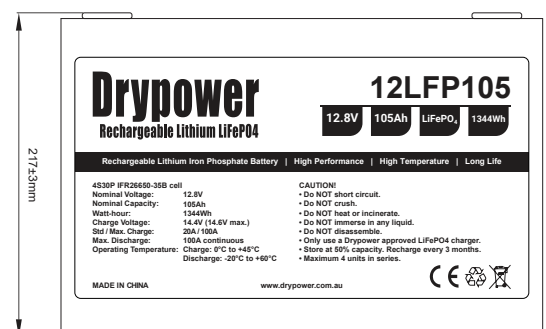 217±3mm
Drypower
Rechargeable Lithium LiFePO4
12LFP105
12.8V 105Ah LiFePO₄ 1344Wh
Rechargeable Lithium Iron Phosphate Battery | High Performance | High Temperature | Long Life
4S30P IFR26650-35B cell
Nominal Voltage: 12.8V
Nominal Capacity: 105Ah
Watt-hour: 1344Wh
Charge Voltage: 14.4V (14.6V max.)
Std / Max. Charge: 20A / 100A
Max. Discharge: 100A continuous
Operating Temperature: Charge: 0°C to +45°C
Discharge: -20°C to +60°C
CAUTION!
• Do NOT short circuit.
• Do NOT crush.
• Do NOT heat or incinerate.
• Do NOT immerse in any liquid.
• Do NOT disassemble.
• Only use a Drypower approved LiFePO4 charger.
• Store at 50% capacity. Recharge every 3 months.
• Maximum 4 units in series.
MADE IN CHINA
www.drypower.com.au
CE